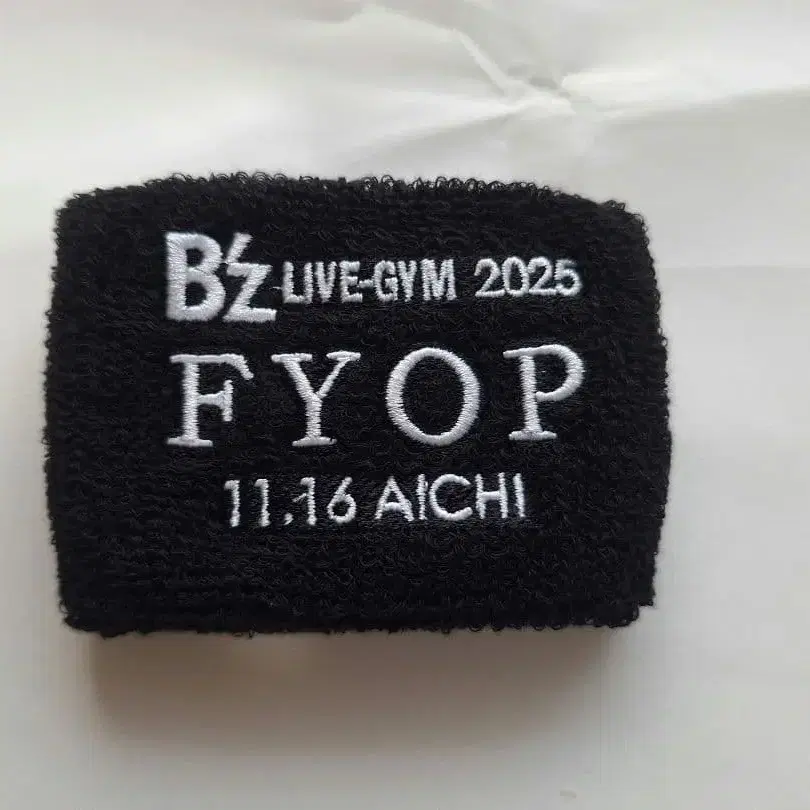 B'z LIVE-GYM 2025
FYOP
11.16 AICHI